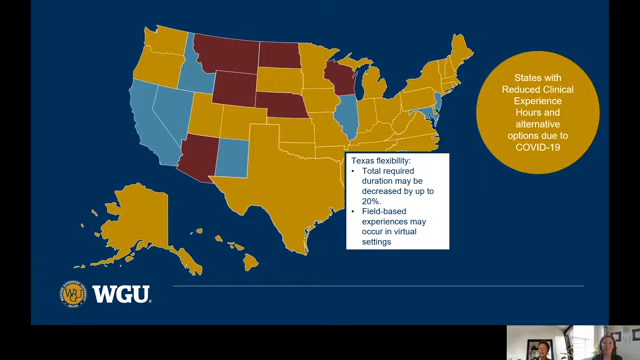 States with
Reduced Clinical
Experience
Hours and
alternative
options due to
COVID-19
Texas flexibility:
• Total required
duration may be
decreased by up to
20%.
• Field-based
experiences may
occur in virtual
settings
WGU